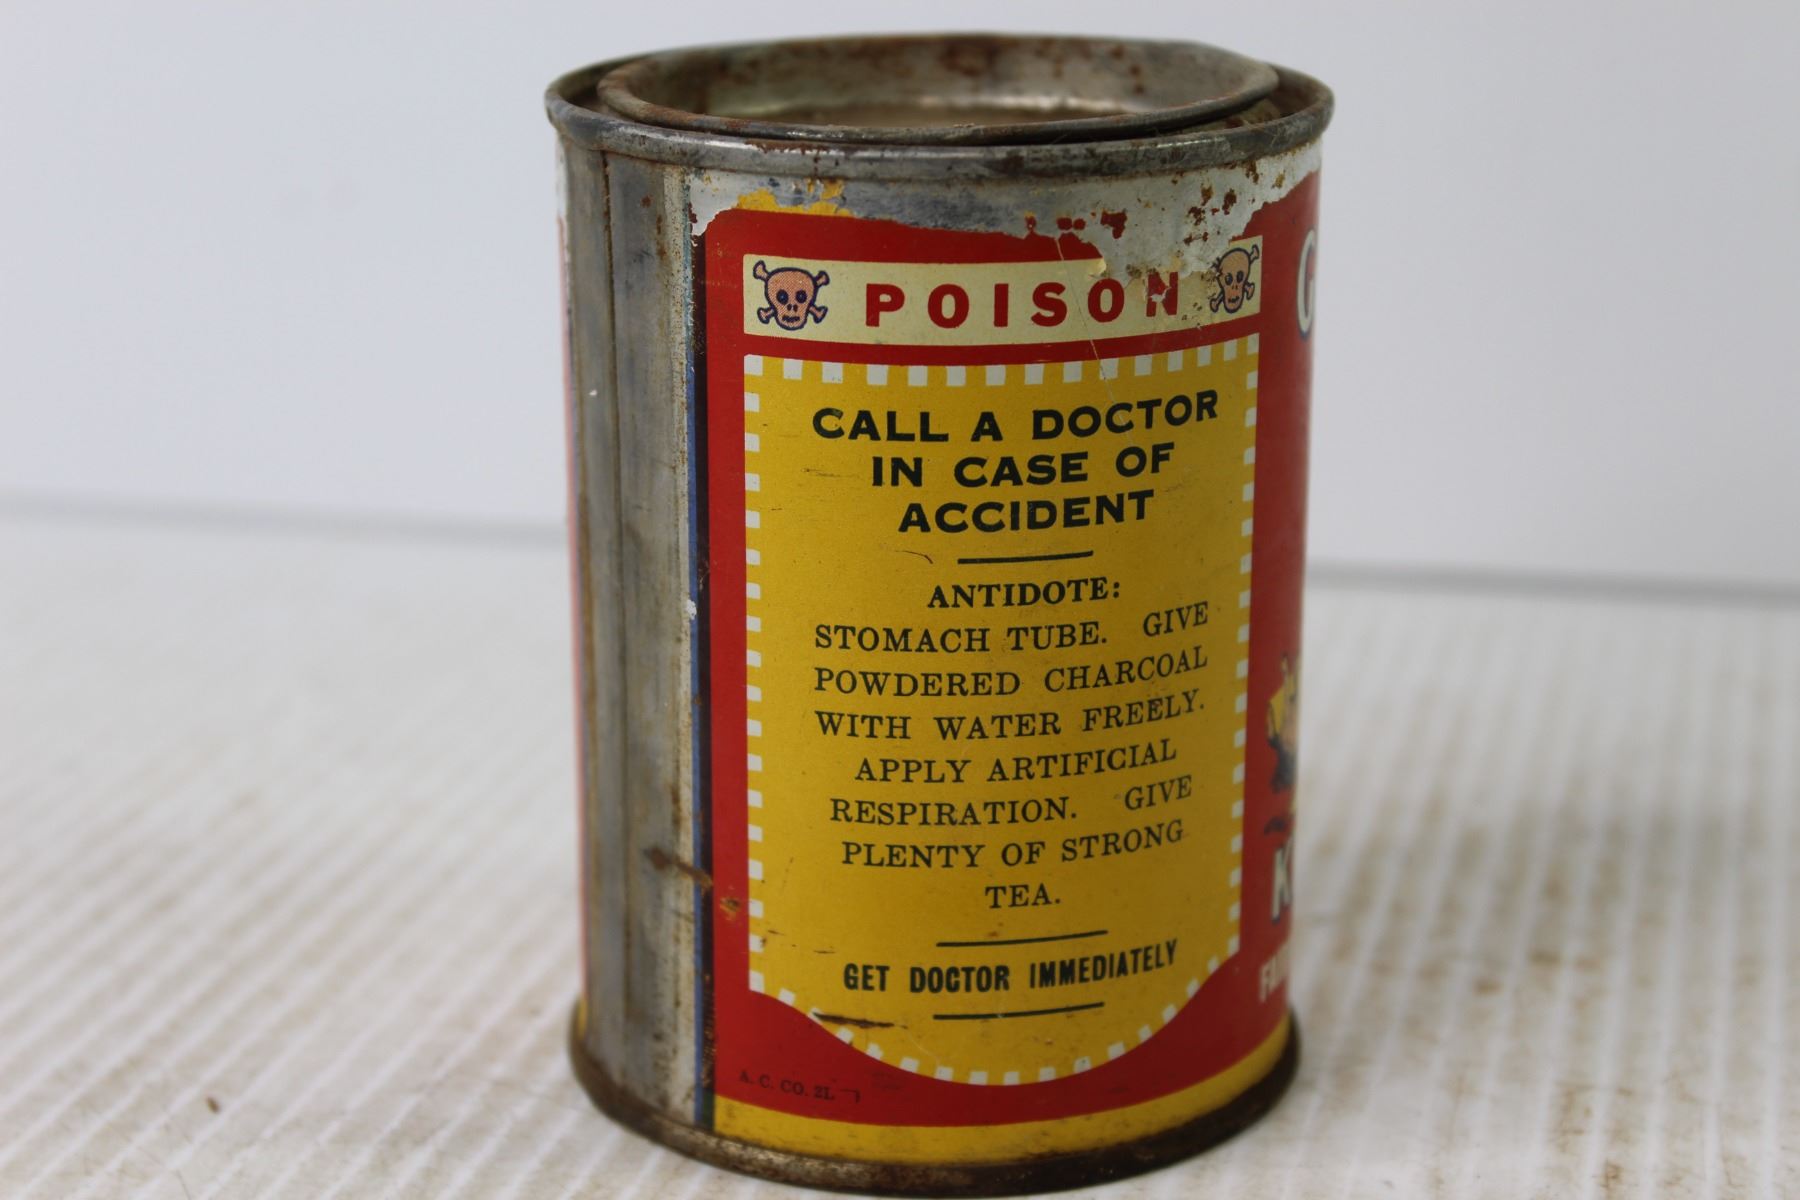 POISON
CALL A DOCTOR
IN CASE OF
ACCIDENT
ANTIDOTE:
STOMACH TUBE. GIVE
POWDERED CHARCOAL
WITH WATER FREELY.
APPLY ARTIFICIAL
RESPIRATION. GIVE
PLENTY OF STRONG
TEA.
GET DOCTOR IMMEDIATELY
A. C. CO. 2L